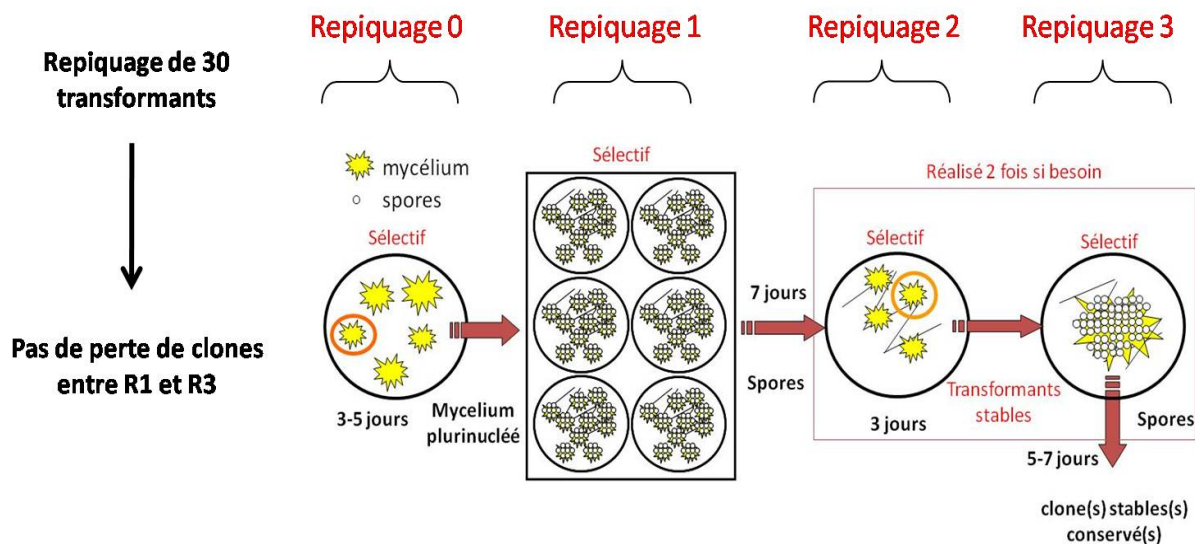 Repiquage de 30
transformants
Pas de perte de clones
entre R1 et R3
Repiquage 0
Repiquage 1
Repiquage 2
Repiquage 3
mycélium
spores
Sélectif
3-5 jours
Mycelium
plurinucléé
Sélectif
7 jours
Spores
Réalisé 2 fois si besoin
Sélectif
3 jours
Transformants
stables
Sélectif
Spores
5-7 jours
clone(s) stables(s)
conservé(s)